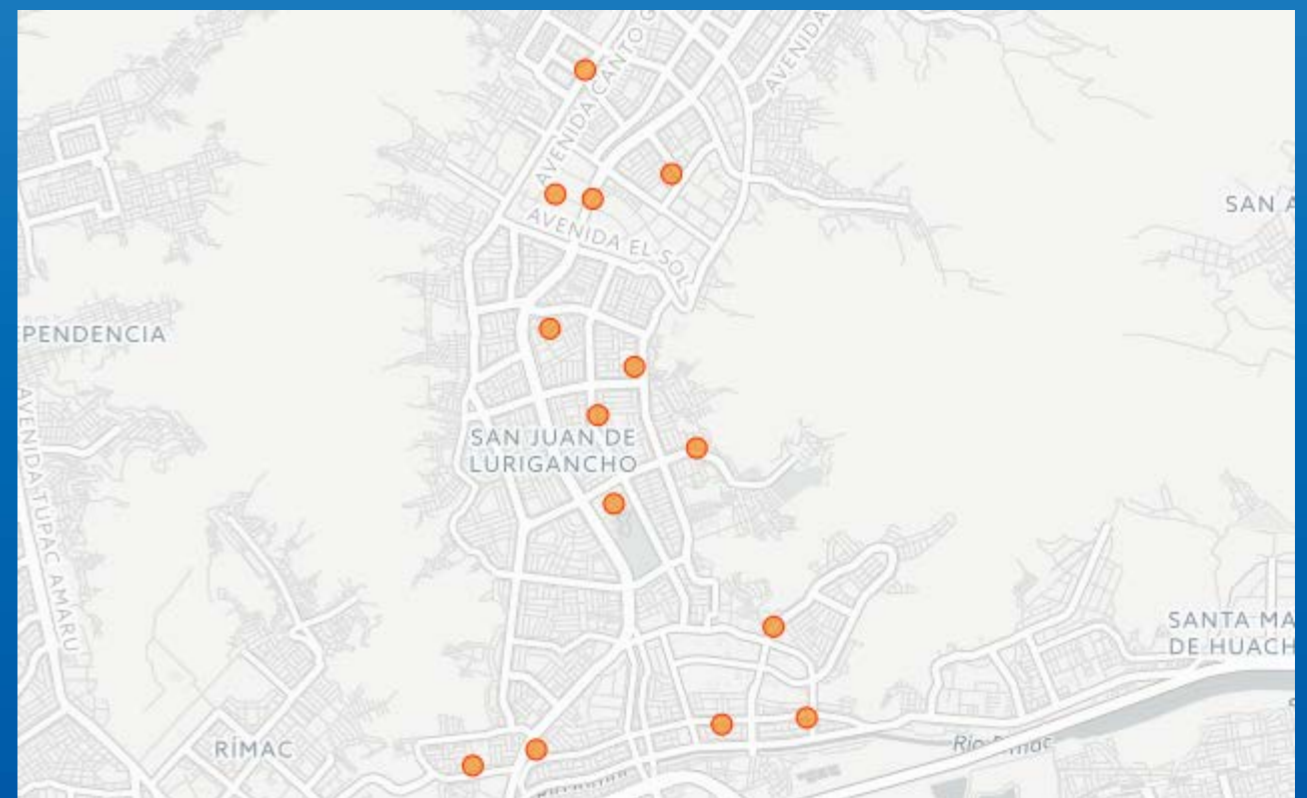 AVENIDA CANTO G
AVENIDA
SAN A
AVENIDA EL SOL
PENDENCIA
AVENIDA TÚPAC AMARU
SAN JUAN DE
LURIGANCHO
SANTA MA
DE HUACH
RÍMAC
Río Rímac